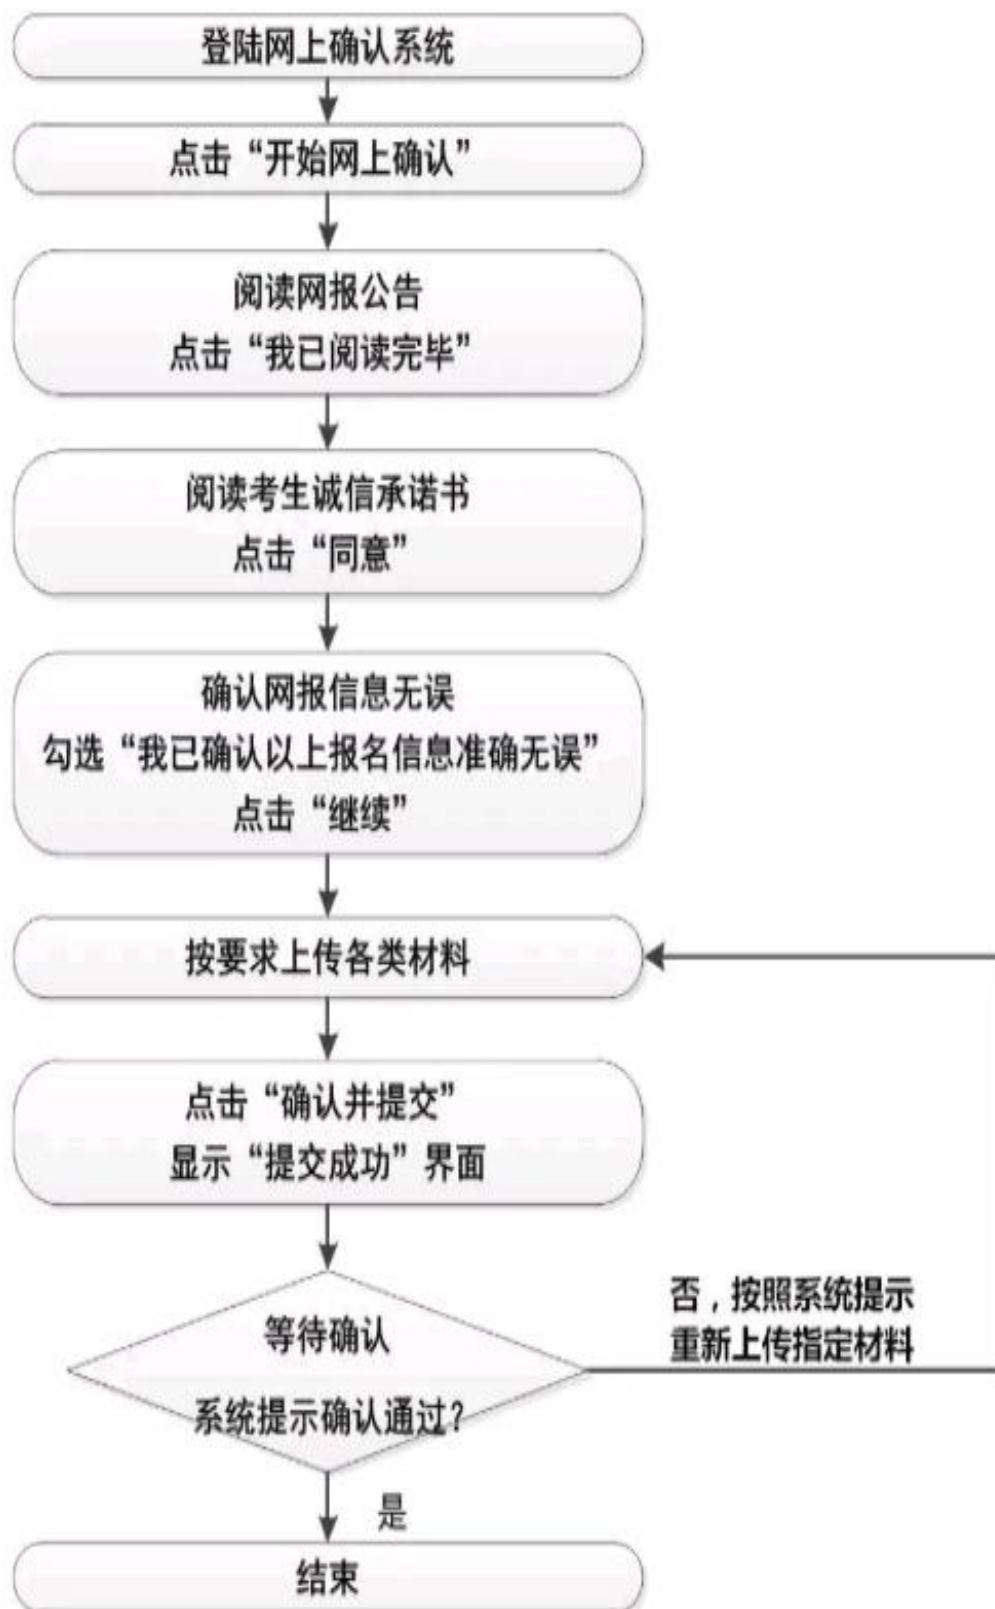 登陆网上确认系统
点击“开始网上确认”
阅读网报公告
点击“我已阅读完毕”
阅读考生诚信承诺书
点击“同意”
确认网报信息无误
勾选“我已确认以上报名信息准确无误”
点击“继续”
按要求上传各类材料
点击“确认并提交”
显示“提交成功”界面
等待确认
系统提示确认通过？
否，按照系统提示
重新上传指定材料
是
结束